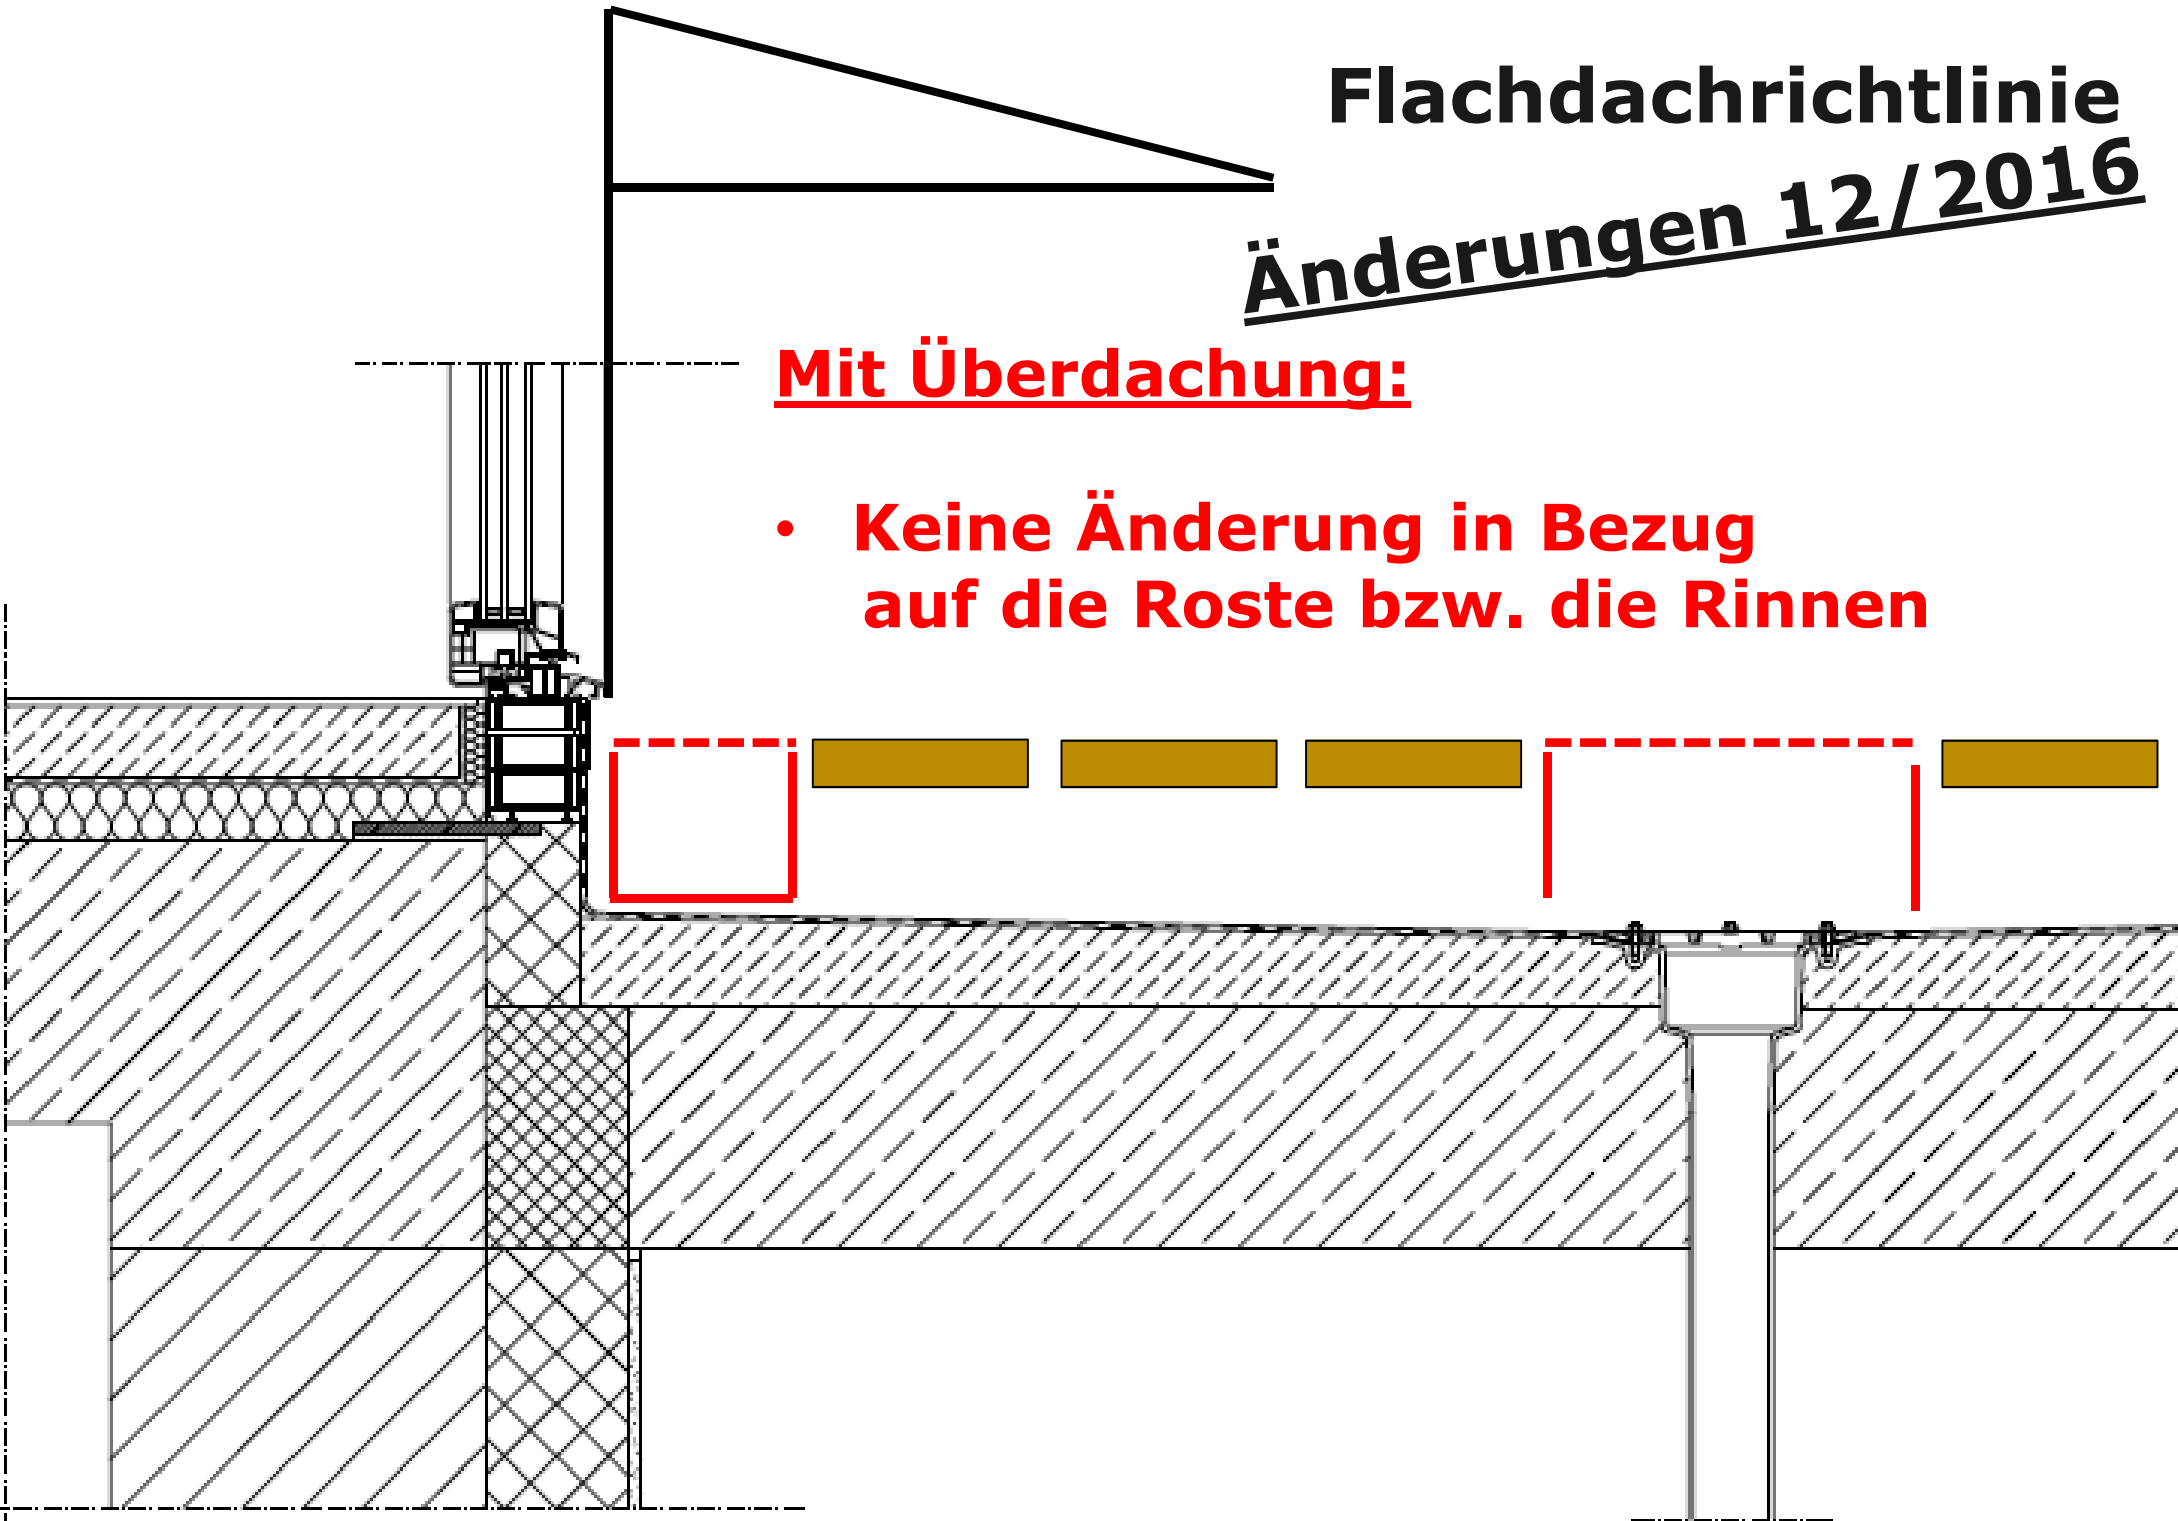 Flachdachrichtlinie
Änderungen 12/2016
Mit Überdachung:
• Keine Änderung in Bezug
auf die Roste bzw. die Rinnen